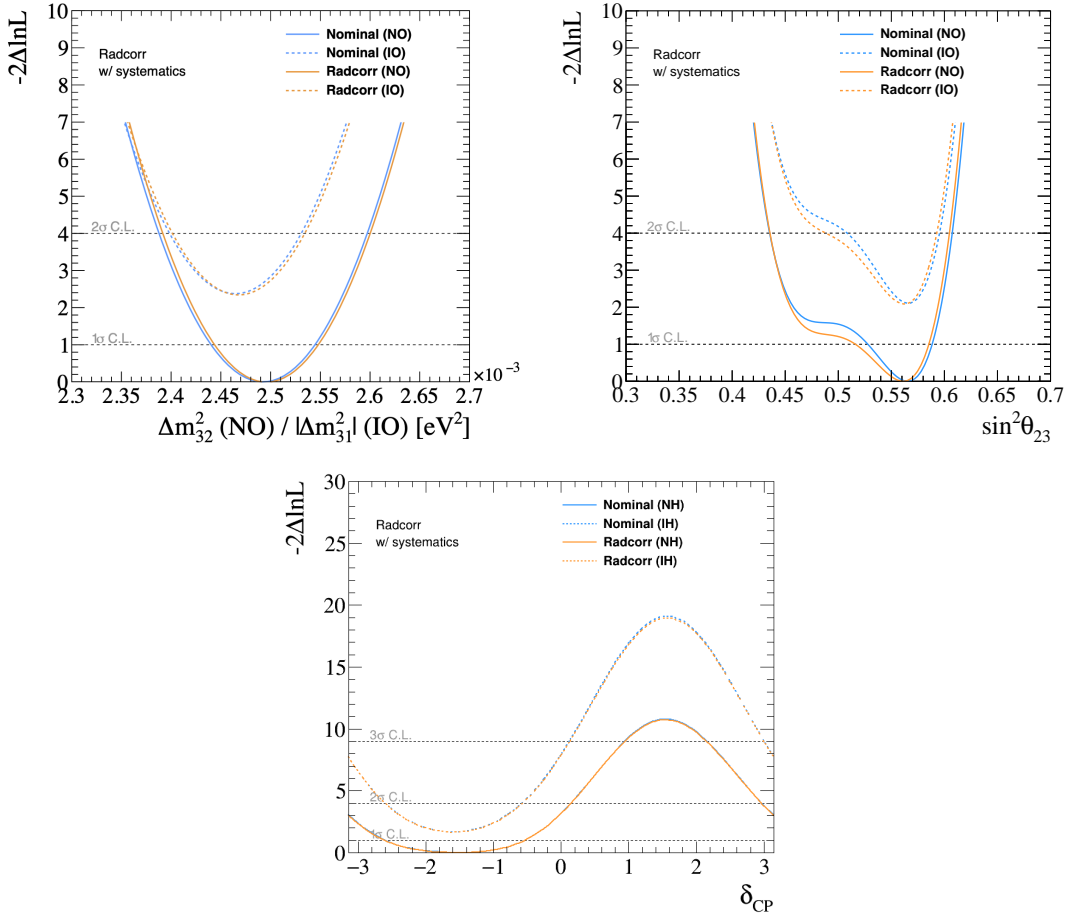 -2ΔlnL
10
9
8
7
6
5
4
3
2
1
0
Radcorr
w/ systematics
Nominal (NO)
Nominal (IO)
Radcorr (NO)
Radcorr (IO)
2σ C.L.
1σ C.L.
2.3 2.35 2.4 2.45 2.5 2.55 2.6 2.65 2.7
×10⁻³
Δm²₃₂ (NO) / |Δm²₃₁| (IO) [eV²]
-2ΔlnL
10
9
8
7
6
5
4
3
2
1
0
Radcorr
w/ systematics
Nominal (NO)
Nominal (IO)
Radcorr (NO)
Radcorr (IO)
2σ C.L.
1σ C.L.
0.3 0.35 0.4 0.45 0.5 0.55 0.6 0.65 0.7
sin²θ₂₃
-2ΔlnL
30
25
20
15
10
5
0
Radcorr
w/ systematics
Nominal (NH)
Nominal (IH)
Radcorr (NH)
Radcorr (IH)
3σ C.L.
2σ C.L.
1σ C.L.
−3 −2 −1 0 1 2 3
δ_CP